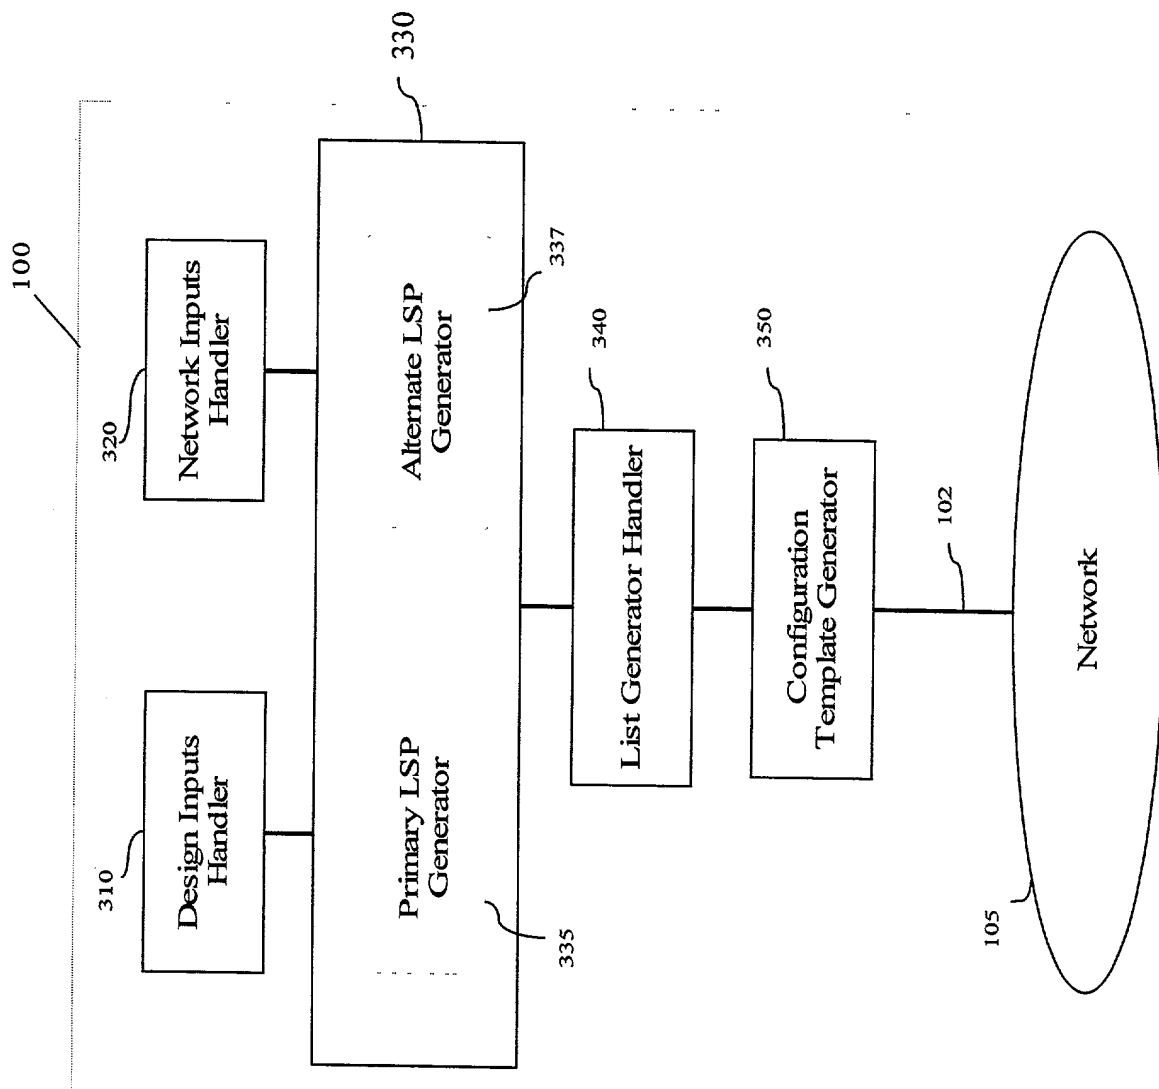 100
310
Design Inputs
Handler
320
Network Inputs
Handler
330
Primary LSP
Generator
335
Alternate LSP
Generator
337
340
List Generator Handler
350
Configuration
Template Generator
102
105
Network